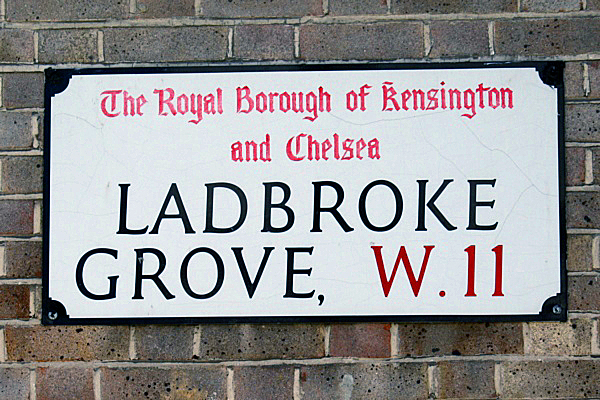 The Royal Borough of Kensington
and Chelsea
LADBROKE
GROVE, W.11